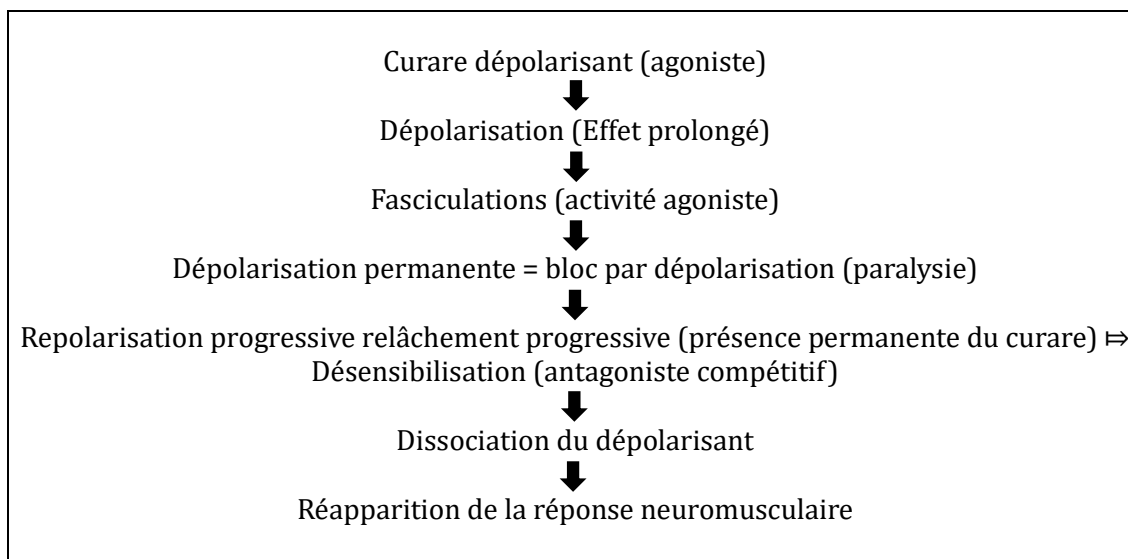 Curare dépolarisant (agoniste)
Dépolarisation (Effet prolongé)
Fasciculations (activité agoniste)
Dépolarisation permanente = bloc par dépolarisation (paralysie)
Repolarisation progressive relâchement progressive (présence permanente du curare) ⤇
Désensibilisation (antagoniste compétitif)
Dissociation du dépolarisant
Réapparition de la réponse neuromusculaire